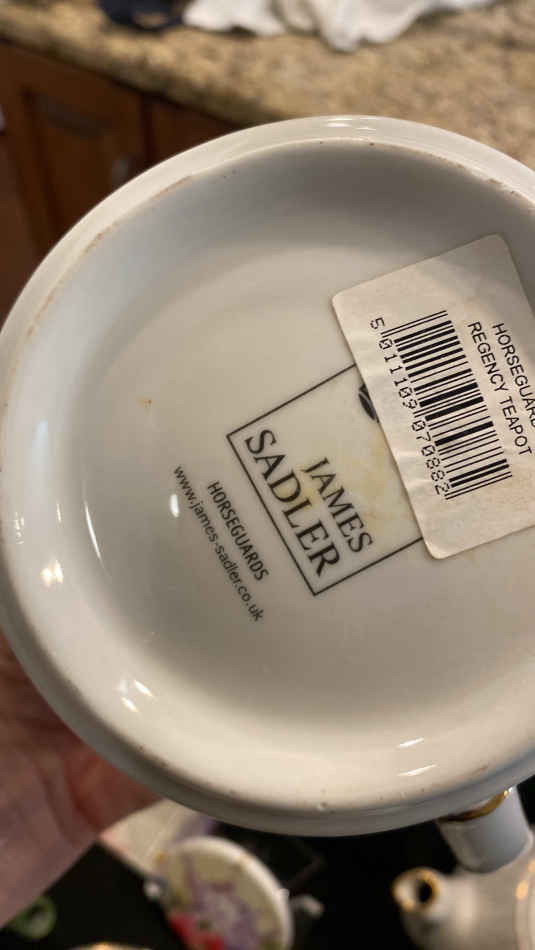 HORSEGUARDS
REGENCY TEAPOT
5 011109 070882
JAMES
SADLER
HORSEGUARDS
www.james-sadler.co.uk